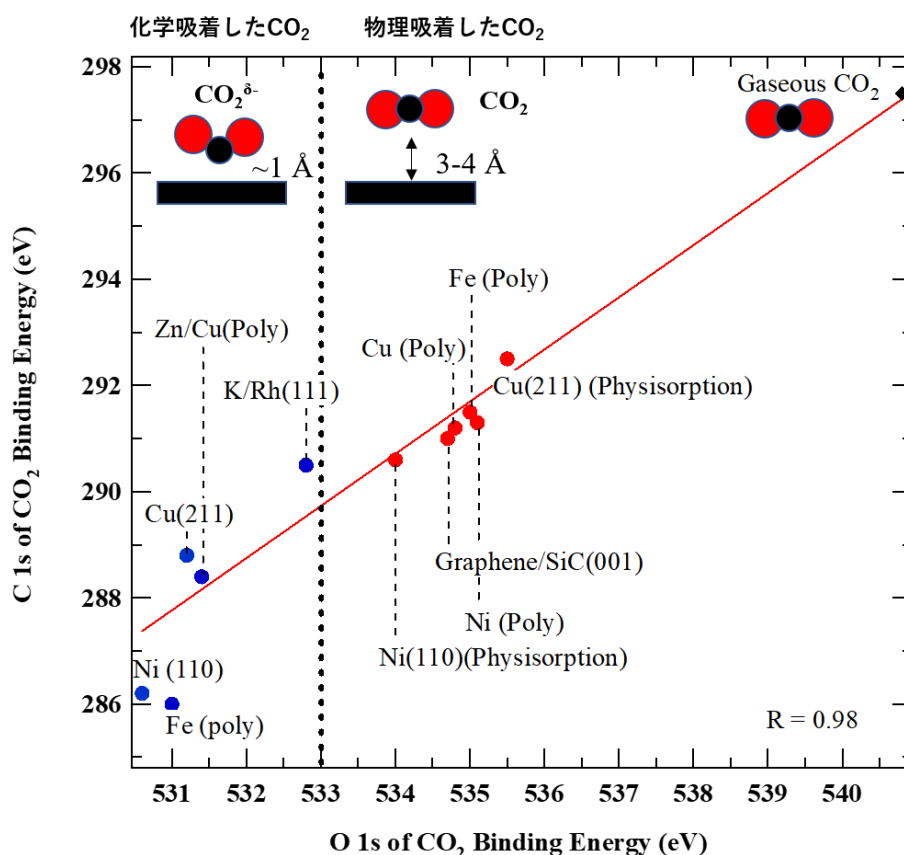 化学吸着したCO₂
物理吸着したCO₂
298
296
294
292
290
288
286
C 1s of CO₂ Binding Energy (eV)
CO₂ᵟ⁻
~1 Å
CO₂
3-4 Å
Gaseous CO₂
Fe (Poly)
Zn/Cu(Poly)
Cu (Poly)
K/Rh(111)
Cu(211) (Physisorption)
Cu(211)
Graphene/SiC(001)
Ni (Poly)
Ni(110)(Physisorption)
Ni (110)
Fe (poly)
R = 0.98
531
532
533
534
535
536
537
538
539
540
O 1s of CO₂ Binding Energy (eV)